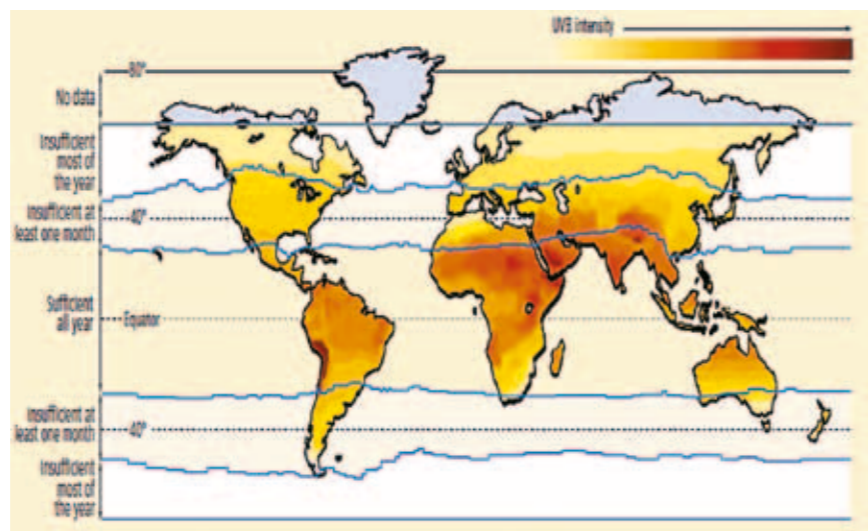 UVB intensity
80°
No data
Insufficient
most of
the year
Insufficient at
least one month
40°
Sufficient
all year
Equator
Insufficient at
least one month
40°
Insufficient
most of
the year